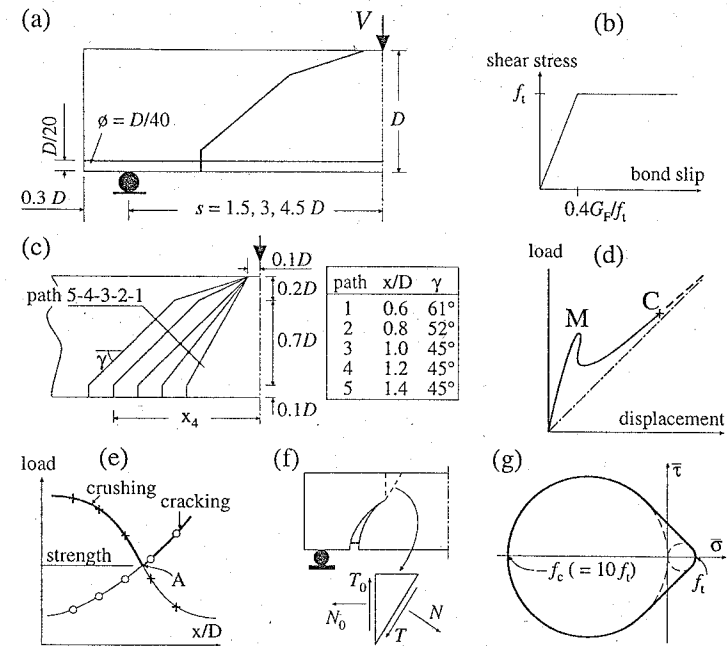 (a)
V
D/20
ø = D/40
D
0.3 D
s = 1.5, 3, 4.5 D
(b)
shear stress
f_t
bond slip
0.4G_F/f_t
(c)
0.1D
0.2D
path 5-4-3-2-1
0.7D
γ
0.1D
x_4
path x/D γ
1 0.6 61°
2 0.8 52°
3 1.0 45°
4 1.2 45°
5 1.4 45°
(d)
load
M
C
displacement
(e)
load
crushing
cracking
strength
A
x/D
(f)
T_0
N_0
T
N
(g)
τ̅
σ̅
f_c ( = 10 f_t)
f_t